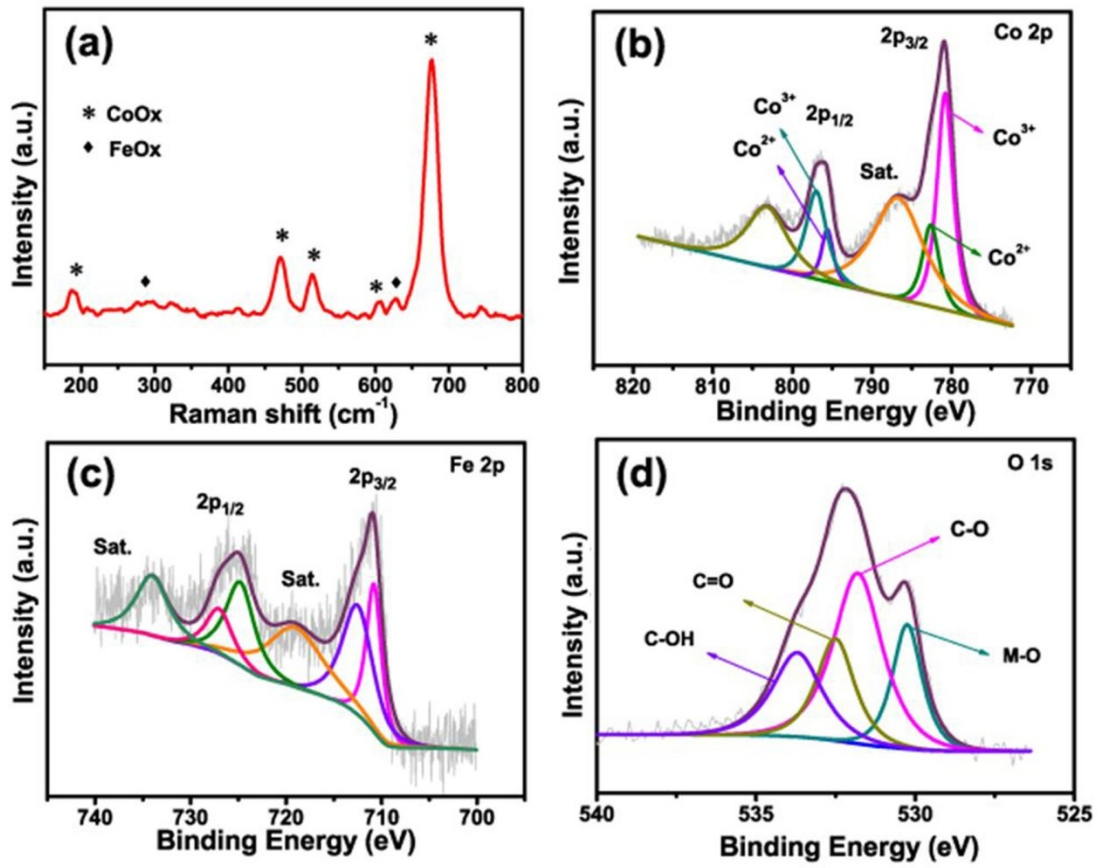 (a)
*
* CoOx
♦ FeOx
*
*
*
♦
*
♦
Intensity (a.u.)
200 300 400 500 600 700 800
Raman shift (cm⁻¹)
(b)
Co 2p
2p3/2
Co³⁺ 2p1/2
Co²⁺
Sat.
Co³⁺
Co²⁺
Intensity (a.u.)
820 810 800 790 780 770
Binding Energy (eV)
(c)
Fe 2p
2p3/2
2p1/2
Sat.
Sat.
Intensity (a.u.)
740 730 720 710 700
Binding Energy (eV)
(d)
O 1s
C-O
C=O
C-OH
M-O
Intensity (a.u.)
540 535 530 525
Binding Energy (eV)